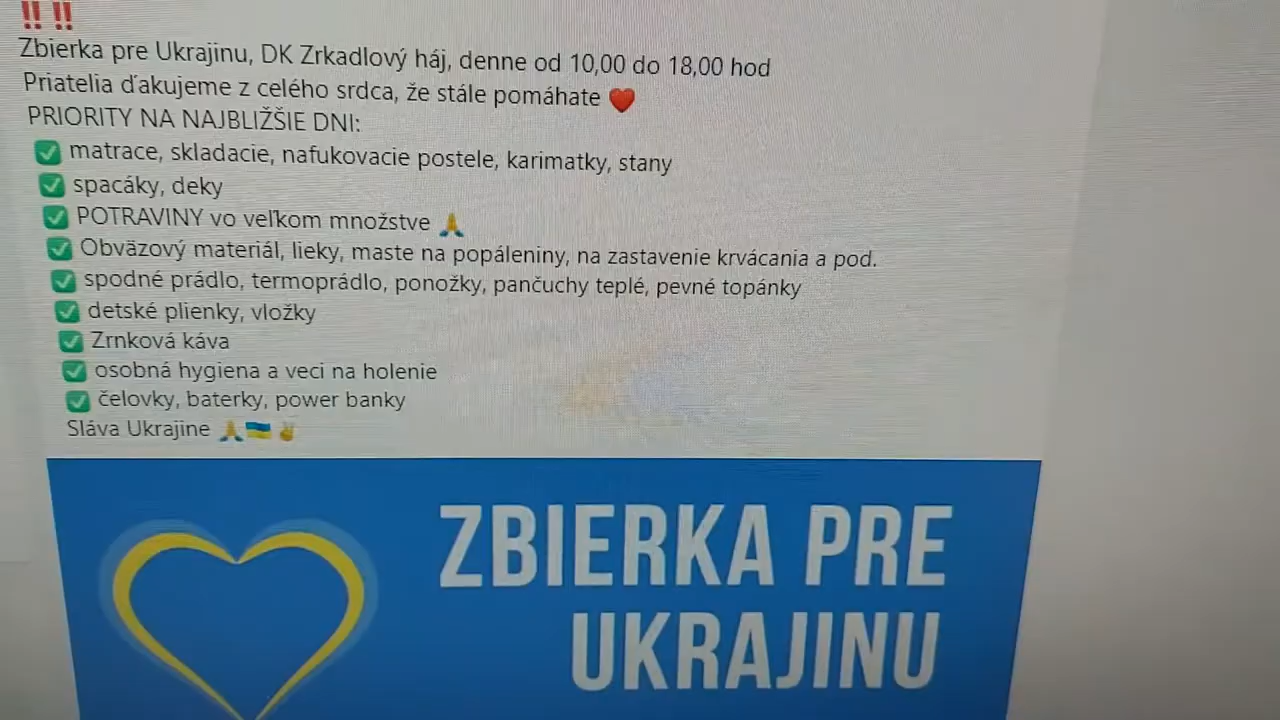 ‼️ ‼️
Zbierka pre Ukrajinu, DK Zrkadlový háj, denne od 10,00 do 18,00 hod
Priatelia ďakujeme z celého srdca, že stále pomáhate ❤️
PRIORITY NA NAJBLIŽŠIE DNI:
✅ matrace, skladacie, nafukovacie postele, karimatky, stany
✅ spacáky, deky
✅ POTRAVINY vo veľkom množstve 🙏
✅ Obväzový materiál, lieky, maste na popáleniny, na zastavenie krvácania a pod.
✅ spodné prádlo, termoprádlo, ponožky, pančuchy teplé, pevné topánky
✅ detské plienky, vložky
✅ Zrnková káva
✅ osobná hygiena a veci na holenie
✅ čelovky, baterky, power banky
Sláva Ukrajine 🙏🇺🇦✌️
ZBIERKA PRE
UKRAJINU